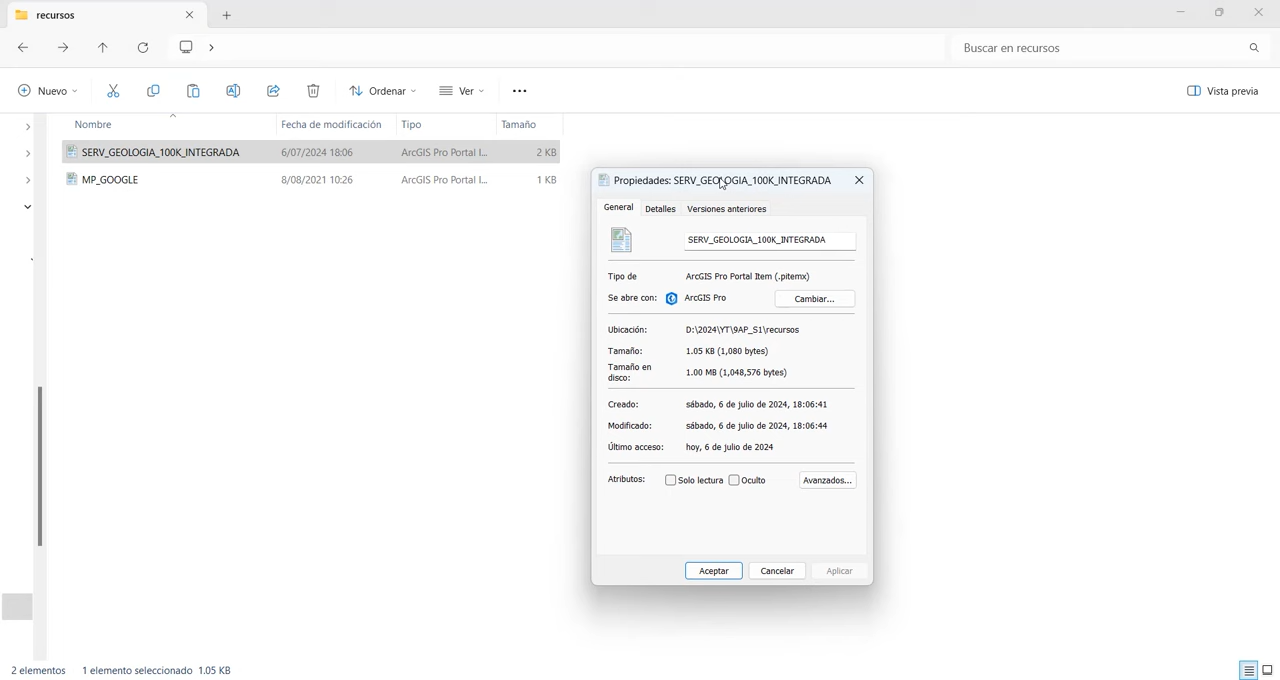 recursos
Buscar en recursos
Nuevo
Ordenar
Ver
Vista previa
Nombre
Fecha de modificación
Tipo
Tamaño
SERV_GEOLOGIA_100K_INTEGRADA
6/07/2024 18:06
ArcGIS Pro Portal I...
2 KB
MP_GOOGLE
8/08/2021 10:26
ArcGIS Pro Portal I...
1 KB
Propiedades: SERV_GEOLOGIA_100K_INTEGRADA
General
Detalles
Versiones anteriores
SERV_GEOLOGIA_100K_INTEGRADA
Tipo de
ArcGIS Pro Portal Item (.pitemx)
Se abre con:
ArcGIS Pro
Cambiar...
Ubicación:
D:\2024\YT\9AP_S1\recursos
Tamaño:
1.05 KB (1,080 bytes)
Tamaño en
disco:
1.00 MB (1,048,576 bytes)
Creado:
sábado, 6 de julio de 2024, 18:06:41
Modificado:
sábado, 6 de julio de 2024, 18:06:44
Último acceso:
hoy, 6 de julio de 2024
Atributos:
Solo lectura
Oculto
Avanzados...
Aceptar
Cancelar
Aplicar
2 elementos
1 elemento seleccionado 1.05 KB